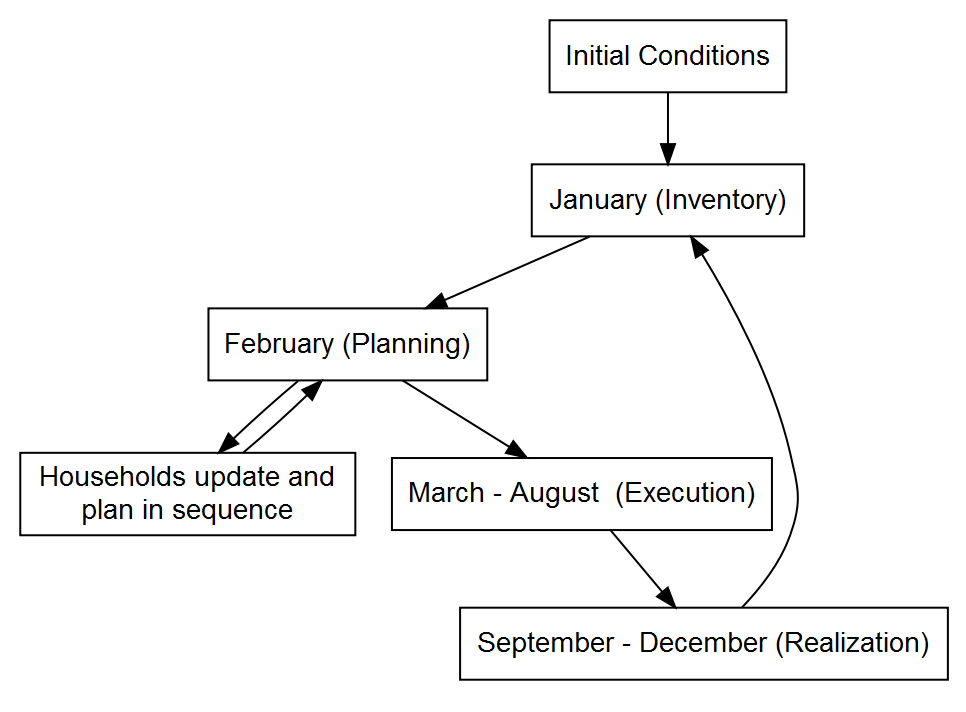 Initial Conditions
January (Inventory)
February (Planning)
Households update and
plan in sequence
March - August  (Execution)
September - December (Realization)